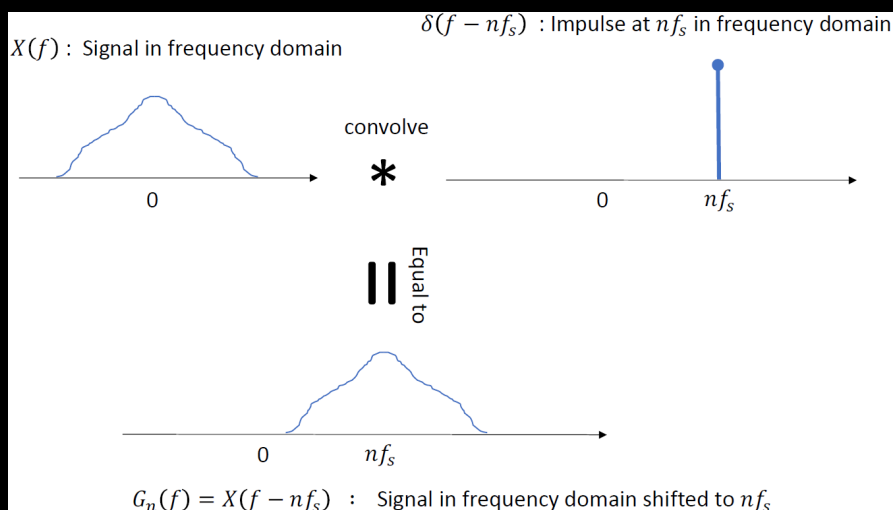 δ(f − nf_s) : Impulse at nf_s in frequency domain
X(f) : Signal in frequency domain
convolve
*
0
0
nf_s
Equal to
0
nf_s
G_n(f) = X(f − nf_s) : Signal in frequency domain shifted to nf_s